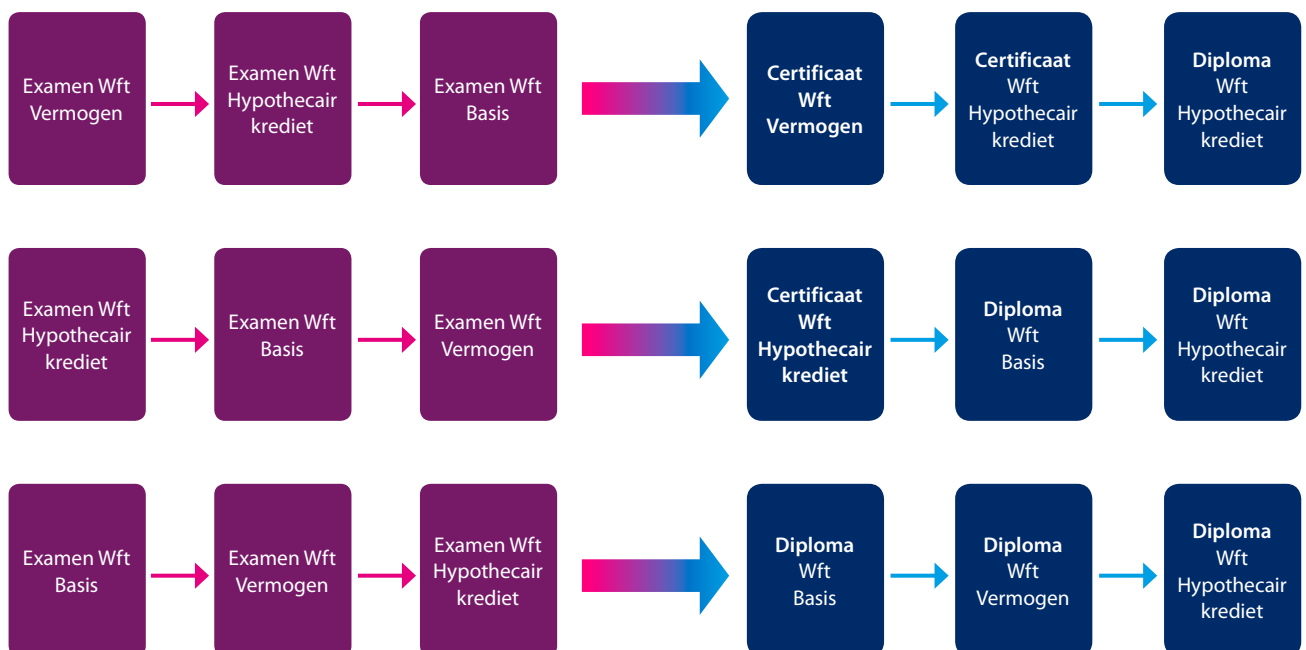 Examen Wft
Vermogen
Examen Wft
Hypothecair
krediet
Examen Wft
Basis
Certificaat
Wft
Vermogen
Certificaat
Wft
Hypothecair
krediet
Diploma
Wft
Hypothecair
krediet
Examen Wft
Hypothecair
krediet
Examen Wft
Basis
Examen Wft
Vermogen
Certificaat
Wft
Hypothecair
krediet
Diploma
Wft
Basis
Diploma
Wft
Hypothecair
krediet
Examen Wft
Basis
Examen Wft
Vermogen
Examen Wft
Hypothecair
krediet
Diploma
Wft
Basis
Diploma
Wft
Vermogen
Diploma
Wft
Hypothecair
krediet